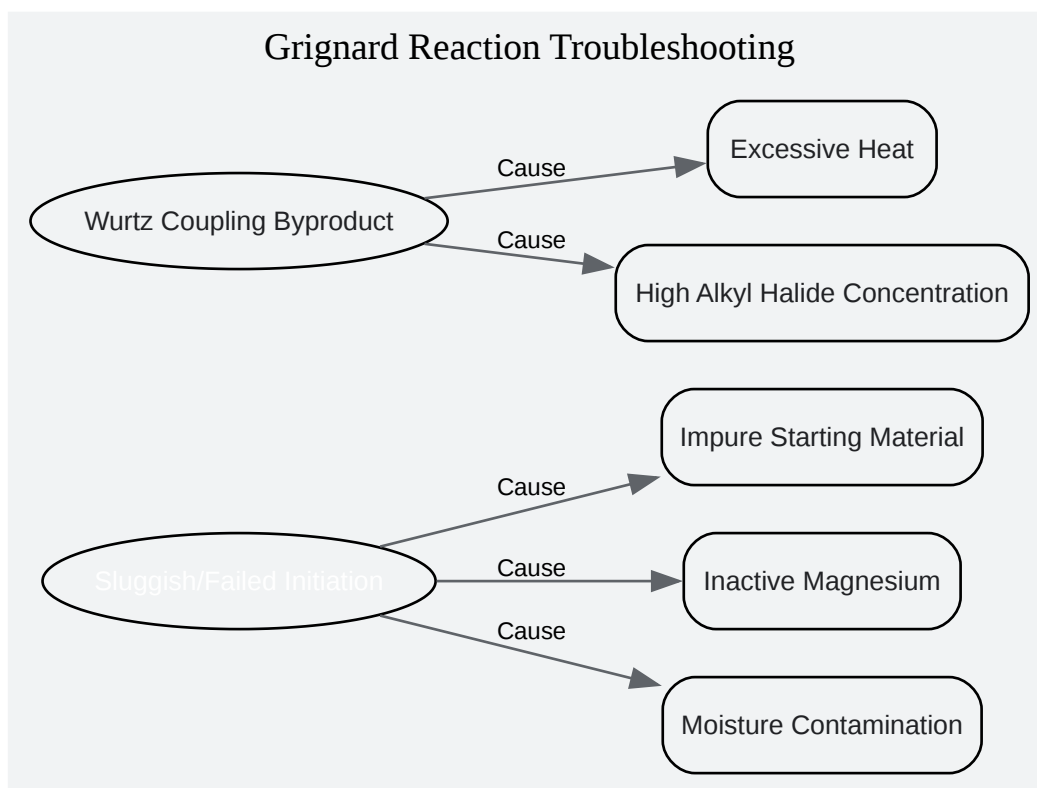 Grignard Reaction Troubleshooting
Excessive Heat
Cause
Wurtz Coupling Byproduct
Cause
High Alkyl Halide Concentration
Impure Starting Material
Cause
Sluggish/Failed Initiation
Cause
Inactive Magnesium
Cause
Moisture Contamination